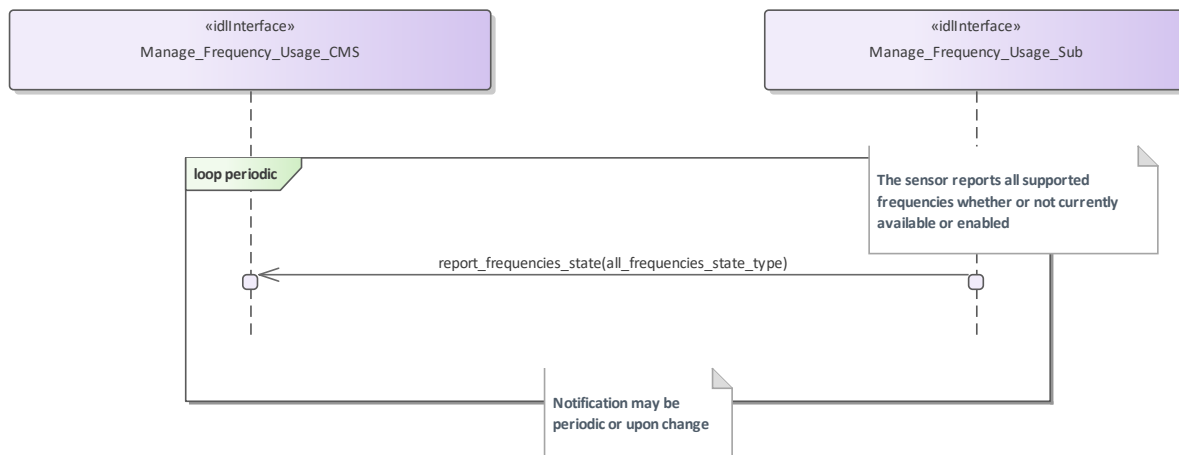 «idlInterface»
Manage_Frequency_Usage_CMS
«idlInterface»
Manage_Frequency_Usage_Sub
loop periodic
The sensor reports all supported
frequencies whether or not currently
available or enabled
report_frequencies_state(all_frequencies_state_type)
Notification may be
periodic or upon change